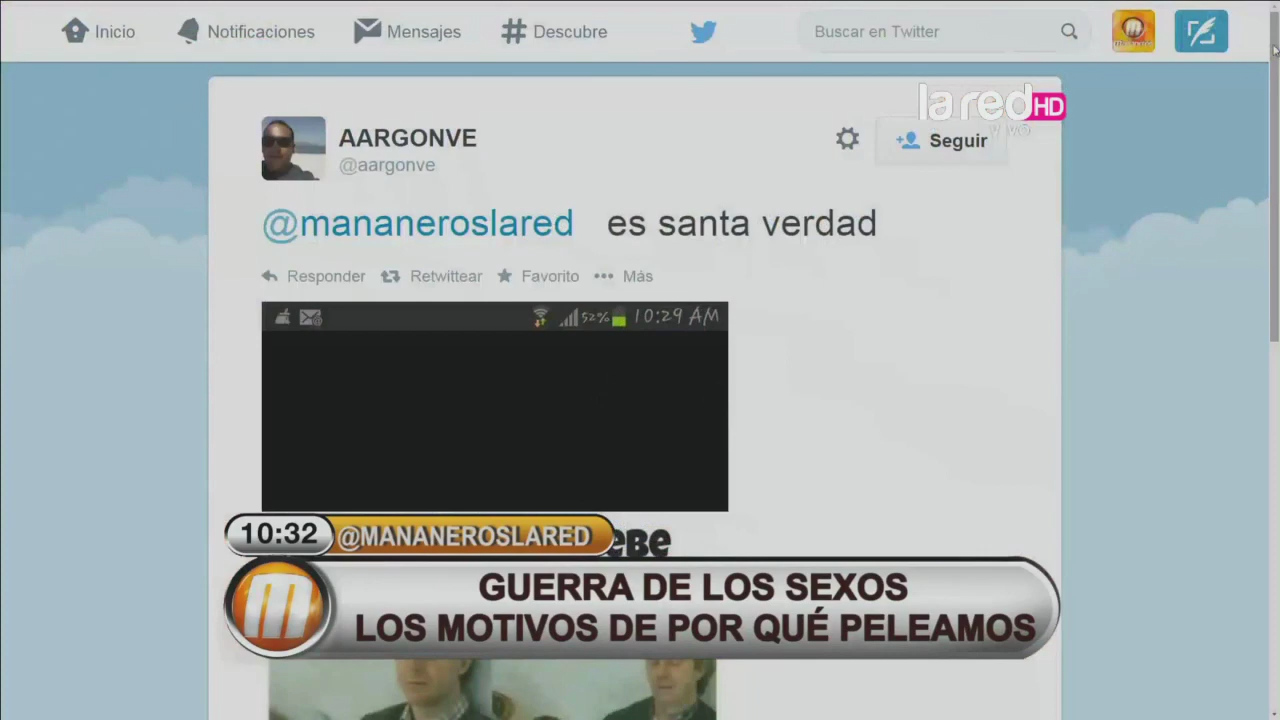 Inicio Notificaciones Mensajes Descubre Buscar en Twitter
la red HD
vivo
AARGONVE
@aargonve
Seguir
@mananeroslared es santa verdad
Responder Retwittear Favorito Más
52% 10:29 AM
10:32 @MANANEROSLARED
EBE
GUERRA DE LOS SEXOS
LOS MOTIVOS DE POR QUÉ PELEAMOS